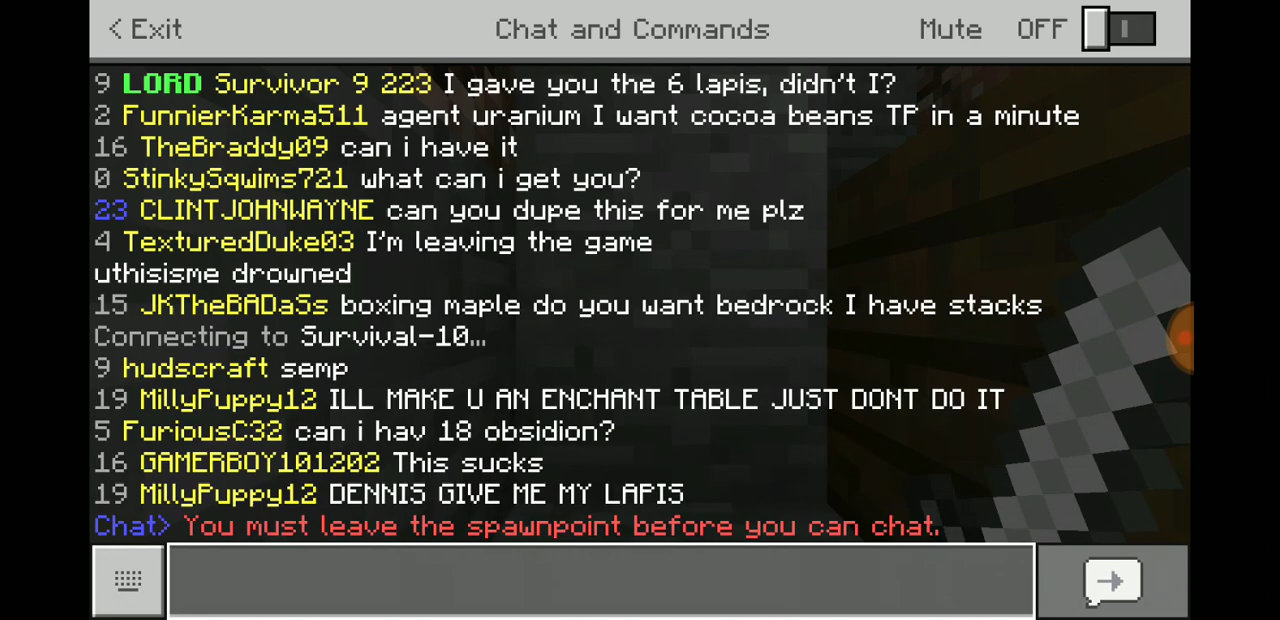 < Exit Chat and Commands Mute OFF
9 LORD Survivor 9 223 I gave you the 6 lapis, didn't I?
2 FunnierKarma511 agent uranium I want cocoa beans TP in a minute
16 TheBraddy09 can i have it
0 StinkySqwims721 what can i get you?
23 CLINTJOHNWAYNE can you dupe this for me plz
4 TexturedDuke03 I'm leaving the game
uthisisme drowned
15 JKTheBADaSs boxing maple do you want bedrock I have stacks
Connecting to Survival-10...
9 hudscraft semp
19 MillyPuppy12 ILL MAKE U AN ENCHANT TABLE JUST DONT DO IT
5 FuriousC32 can i hav 18 obsidion?
16 GAMERBOY101202 This sucks
19 MillyPuppy12 DENNIS GIVE ME MY LAPIS
Chat> You must leave the spawnpoint before you can chat.